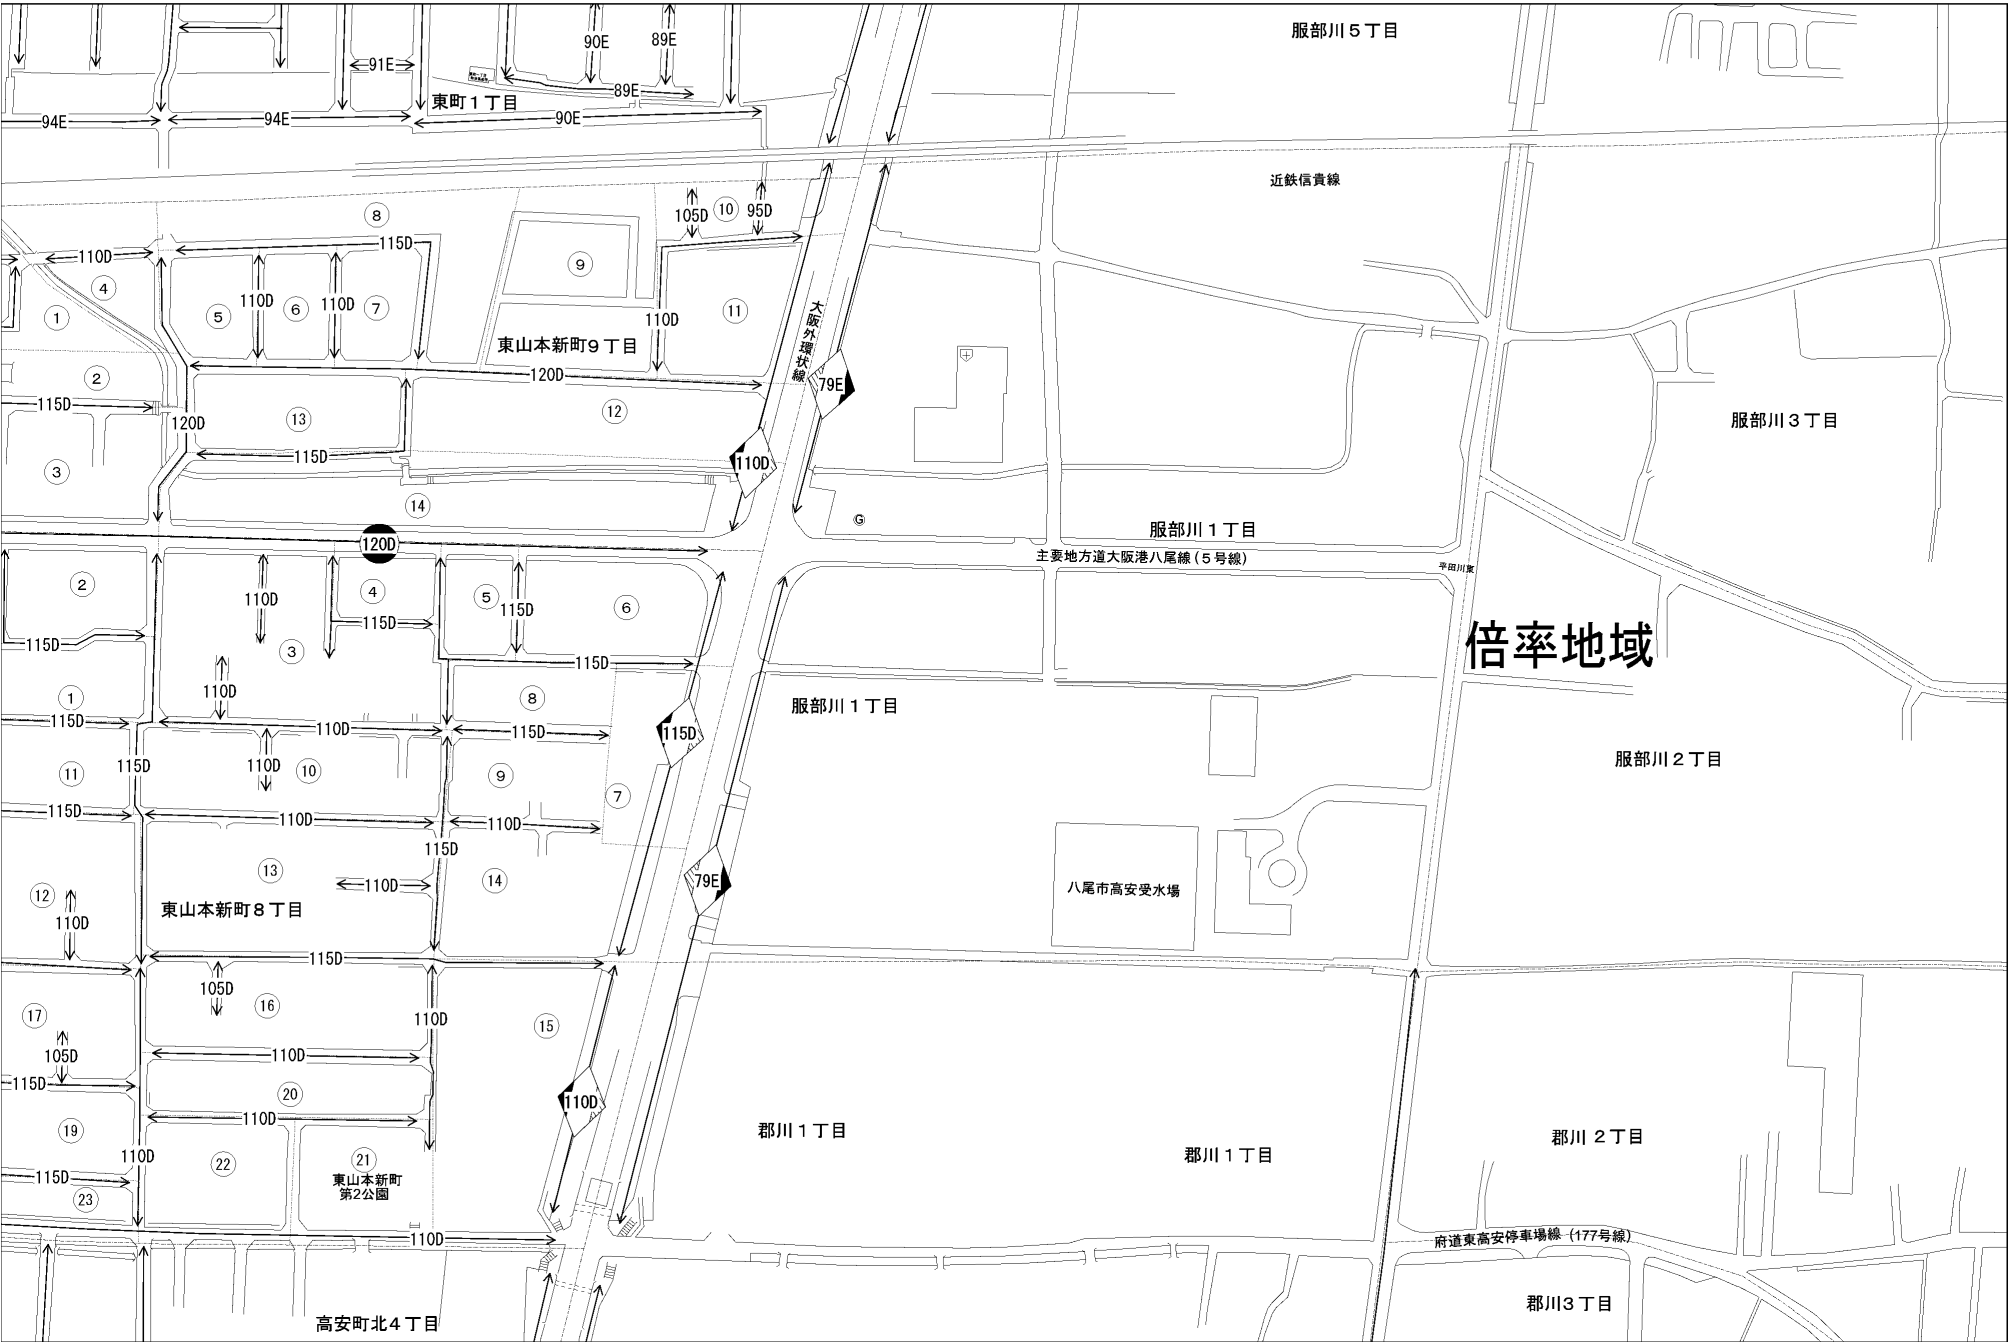 服部川５丁目
90E
89E
91E
89E
東町１丁目
94E
94E
90E
近鉄信貴線
⑧
105D
⑩
95D
115D
110D
⑨
④
110D
⑤
⑥
110D
⑦
①
110D
⑪
大阪外環状線
東山本新町９丁目
②
120D
79E
115D
⑬
⑫
服部川３丁目
120D
115D
110D
③
⑭
G
服部川１丁目
120D
主要地方道大阪港八尾線(５号線)
平田川東
②
110D
④
⑤
115D
⑥
115D
115D
倍率地域
③
115D
①
110D
⑧
服部川１丁目
115D
110D
115D
115D
服部川２丁目
⑪
115D
110D
⑩
⑨
⑦
115D
110D
110D
115D
79E
⑬
⑭
110D
⑫
八尾市高安受水場
110D
東山本新町８丁目
115D
105D
⑯
⑰
110D
⑮
105D
110D
115D
⑳
110D
110D
⑲
郡川１丁目
郡川２丁目
110D
㉒
㉑
郡川１丁目
115D
東山本新町
第2公園
㉓
110D
府道東高安停車場線(177号線)
郡川３丁目
高安町北４丁目